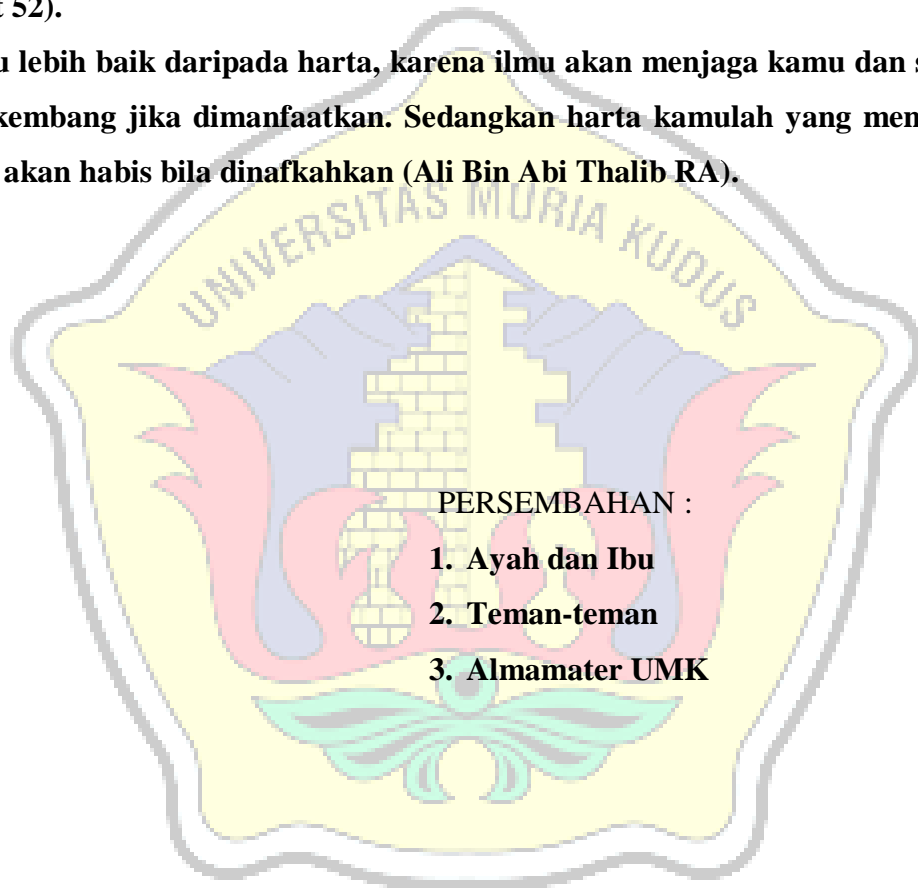 52).
lebih baik daripada harta, karena ilmu akan menjaga kamu dan
kembang jika dimanfaatkan. Sedangkan harta kamulah yang
akan habis bila dinafkahkan (Ali Bin Abi Thalib RA).
UNIVERSITAS MURIA KUDUS
PERSEMBAHAN :
1. Ayah dan Ibu
2. Teman-teman
3. Almamater UMK